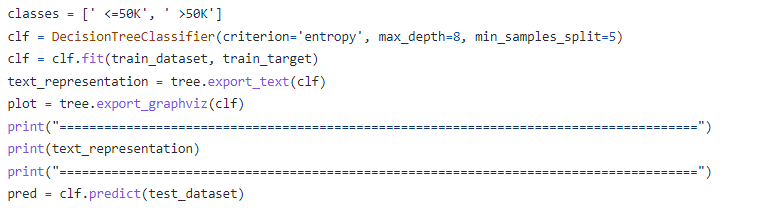 classes = [' <=50K', ' >50K']
clf = DecisionTreeClassifier(criterion='entropy', max_depth=8, min_samples_split=5)
clf = clf.fit(train_dataset, train_target)
text_representation = tree.export_text(clf)
plot = tree.export_graphviz(clf)
print("=====================================================================================")
print(text_representation)
print("=====================================================================================")
pred = clf.predict(test_dataset)